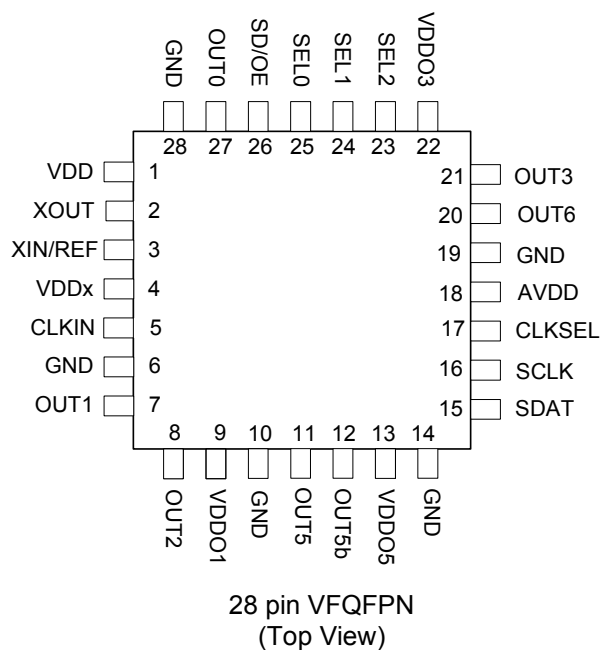 GND
OUT0
SD/OE
SEL0
SEL1
SEL2
VDDO3
28 27 26 25 24 23 22
VDD 1
XOUT 2
XIN/REF 3
VDDx 4
CLKIN 5
GND 6
OUT1 7
21 OUT3
20 OUT6
19 GND
18 AVDD
17 CLKSEL
16 SCLK
15 SDAT
8 9 10 11 12 13 14
OUT2
VDDO1
GND
OUT5
OUT5b
VDDO5
GND
28 pin VFQFPN
(Top View)